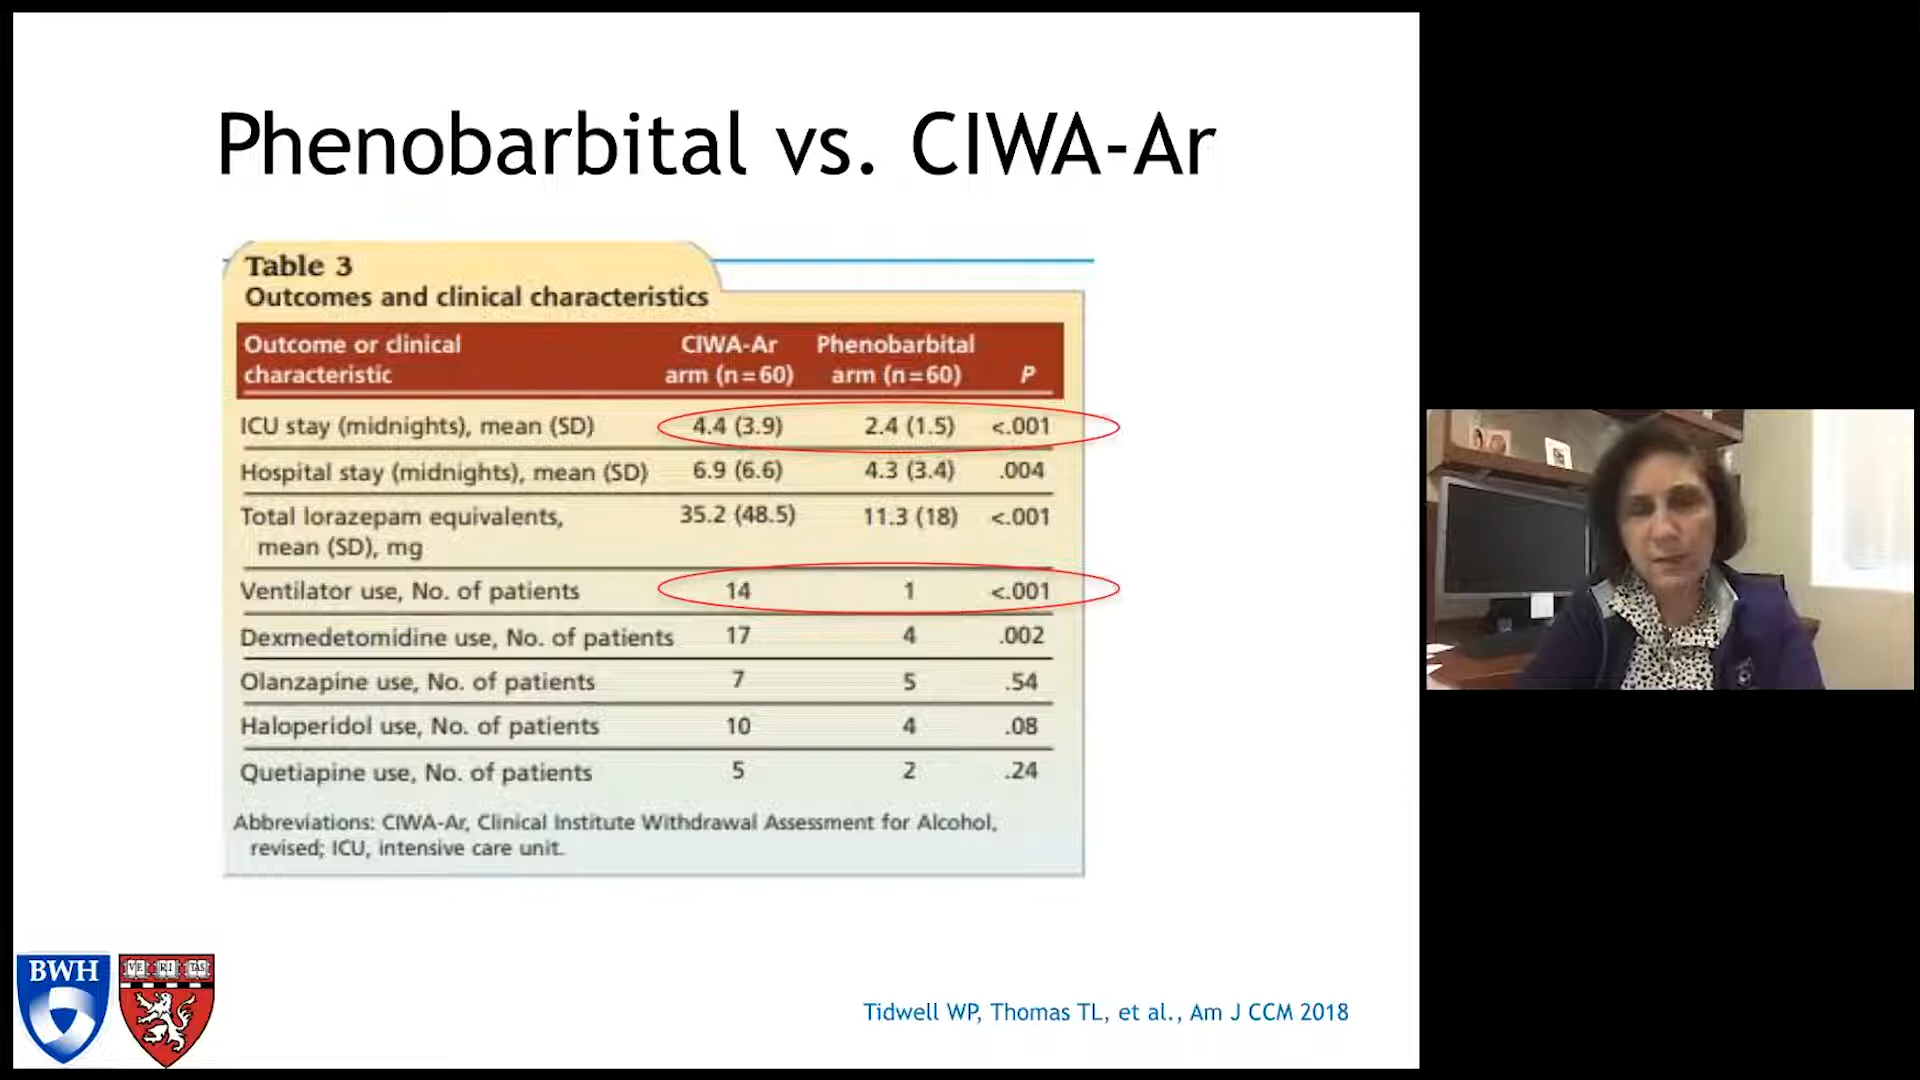 Phenobarbital vs. CIWA-Ar
Table 3
Outcomes and clinical characteristics
Outcome or clinical characteristic CIWA-Ar arm (n=60) Phenobarbital arm (n=60) P
ICU stay (midnights), mean (SD) 4.4 (3.9) 2.4 (1.5) <.001
Hospital stay (midnights), mean (SD) 6.9 (6.6) 4.3 (3.4) .004
Total lorazepam equivalents, 35.2 (48.5) 11.3 (18) <.001
mean (SD), mg
Ventilator use, No. of patients 14 1 <.001
Dexmedetomidine use, No. of patients 17 4 .002
Olanzapine use, No. of patients 7 5 .54
Haloperidol use, No. of patients 10 4 .08
Quetiapine use, No. of patients 5 2 .24
Abbreviations: CIWA-Ar, Clinical Institute Withdrawal Assessment for Alcohol,
revised; ICU, intensive care unit.
BWH
VE RI TAS
Tidwell WP, Thomas TL, et al., Am J CCM 2018